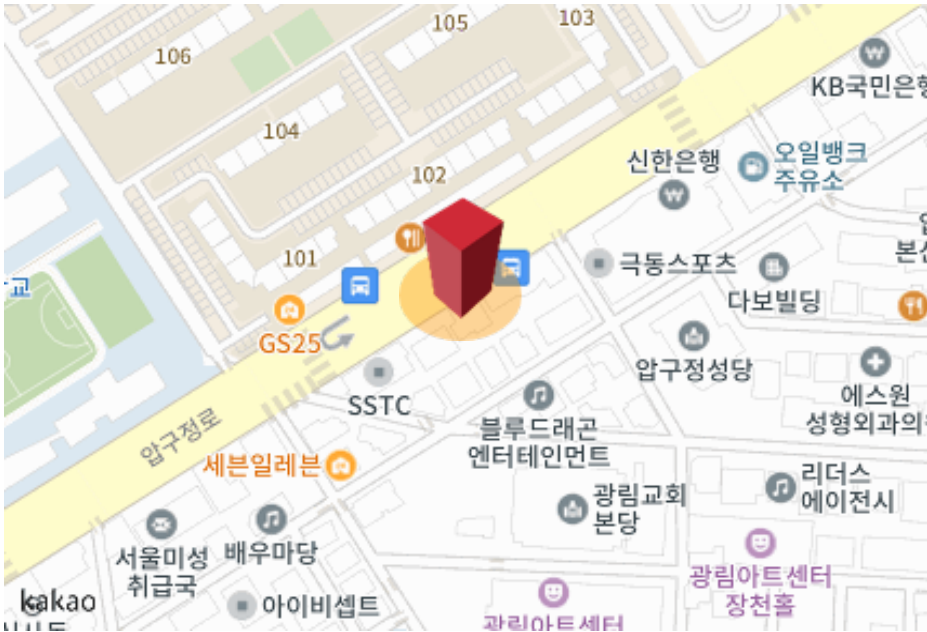 105
103
106
KB국민은행
104
신한은행
오일뱅크
주유소
102
101
극동스포츠
다보빌딩
GS25
압구정성당
SSTC
에스원
성형외과의
블루드래곤
엔터테인먼트
압구정로
세븐일레븐
리더스
에이전시
광림교회
본당
서울미성
취급국
배우마당
광림아트센터
장천홀
kakao
아이비셉트
광림아트센터